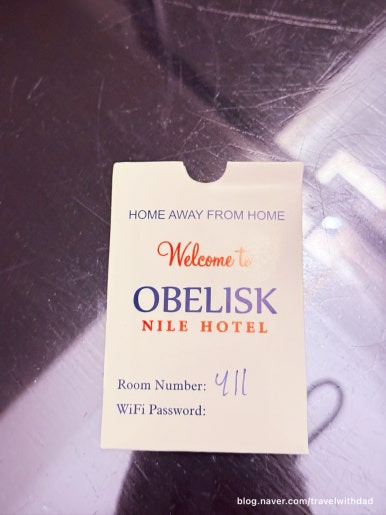 HOME AWAY FROM HOME
Welcome to
OBELISK
NILE HOTEL
Room Number: 411
WiFi Password:
blog.naver.com/travelwithdad